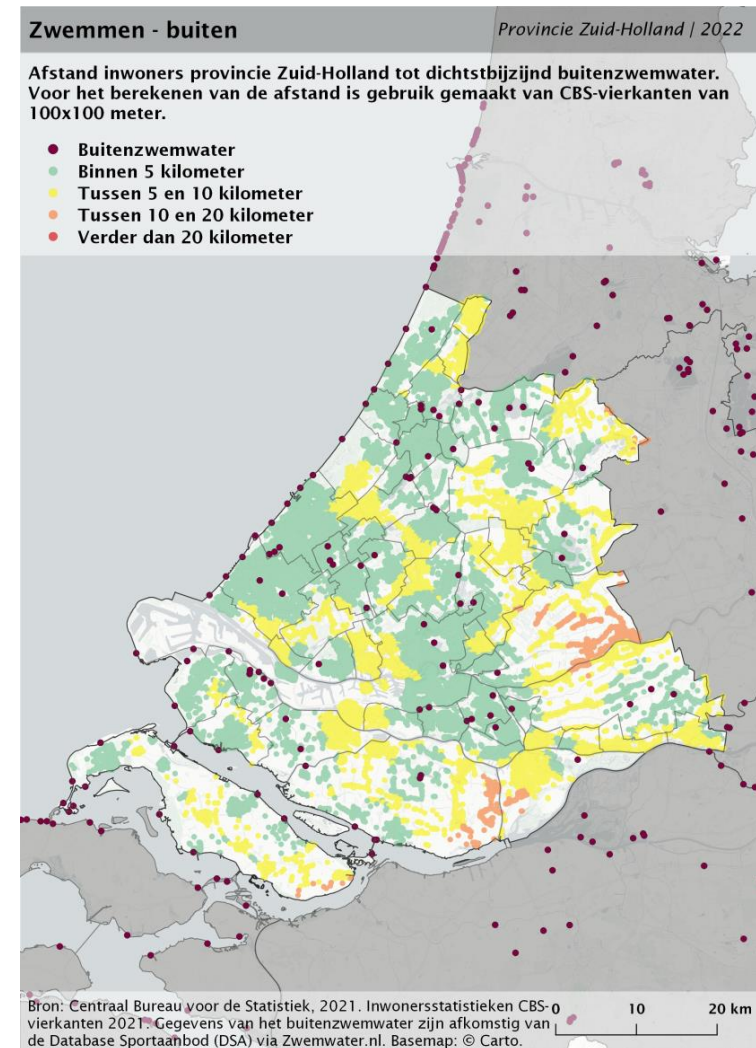 Zwemmen - buiten
Provincie Zuid-Holland | 2022
Afstand inwoners provincie Zuid-Holland tot dichtstbijzijnd buitenzwemwater.
Voor het berekenen van de afstand is gebruik gemaakt van CBS-vierkanten van
100x100 meter.
Buitenzwemwater
Binnen 5 kilometer
Tussen 5 en 10 kilometer
Tussen 10 en 20 kilometer
Verder dan 20 kilometer
Bron: Centraal Bureau voor de Statistiek, 2021. Inwonersstatistieken CBS-
vierkanten 2021. Gegevens van het buitenzwemwater zijn afkomstig van
de Database Sportaanbod (DSA) via Zwemwater.nl. Basemap: © Carto.
0 10 20 km